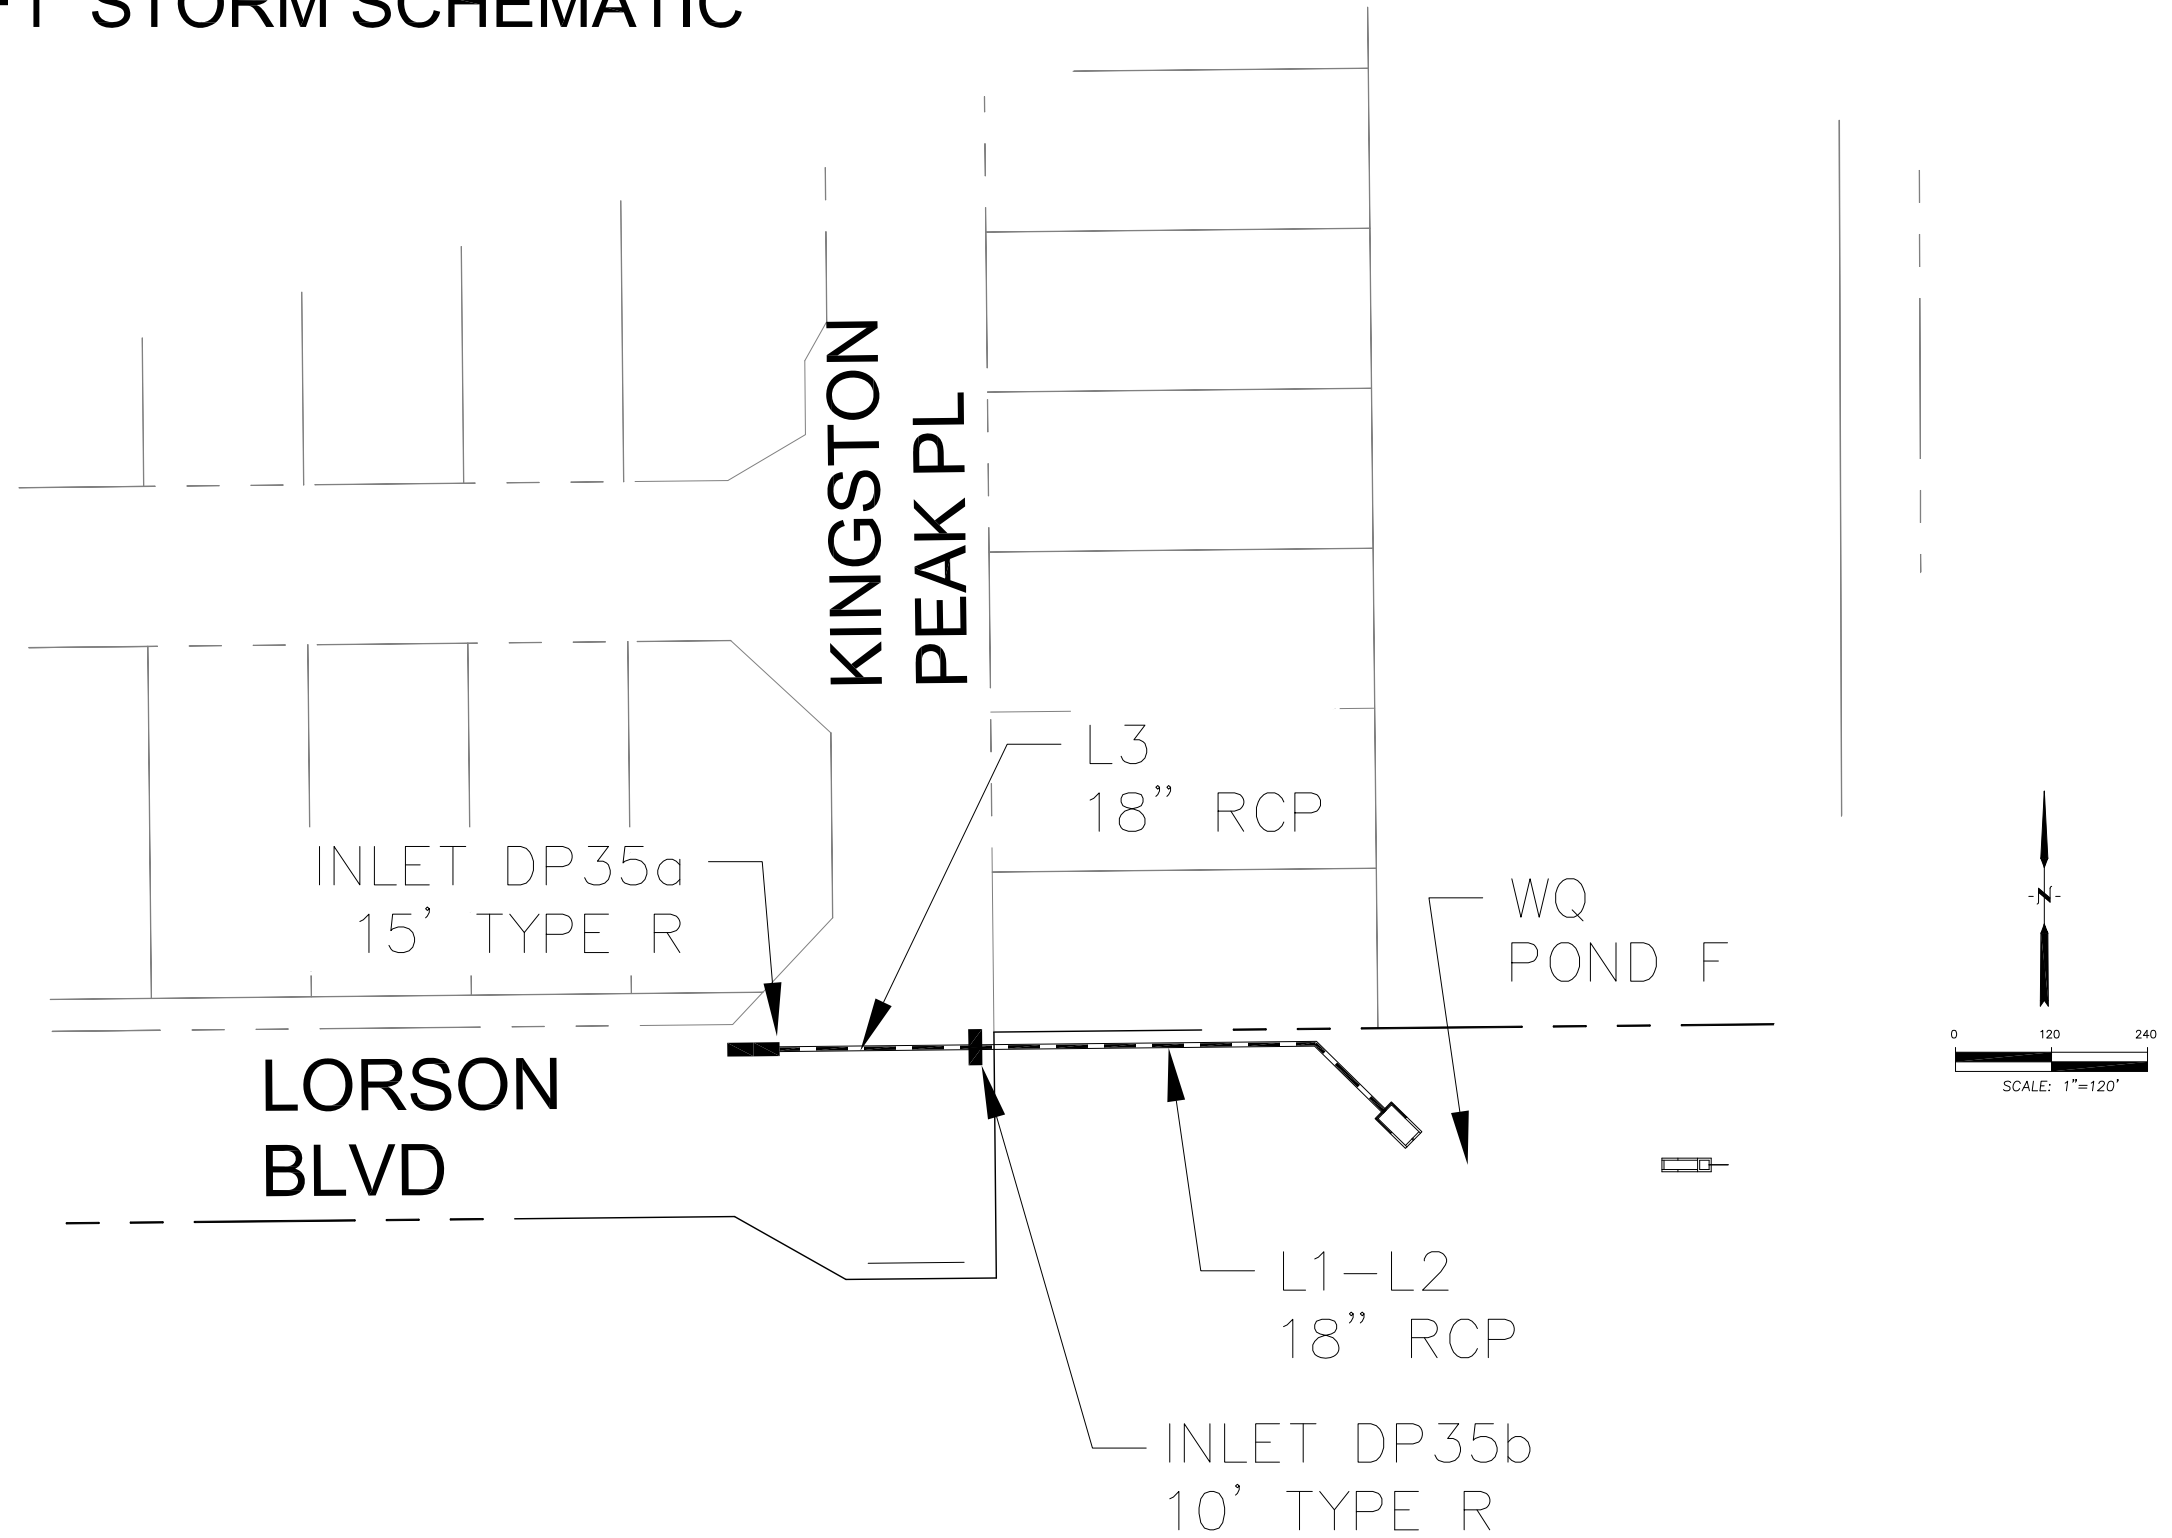 STORM SCHEMATIC
KINGSTON
PEAK PL
L3
18” RCP
INLET DP35a
15’ TYPE R
WQ
POND F
-N-
0 120 240
SCALE: 1”=120’
LORSON
BLVD
L1-L2
18” RCP
INLET DP35b
10’ TYPE R